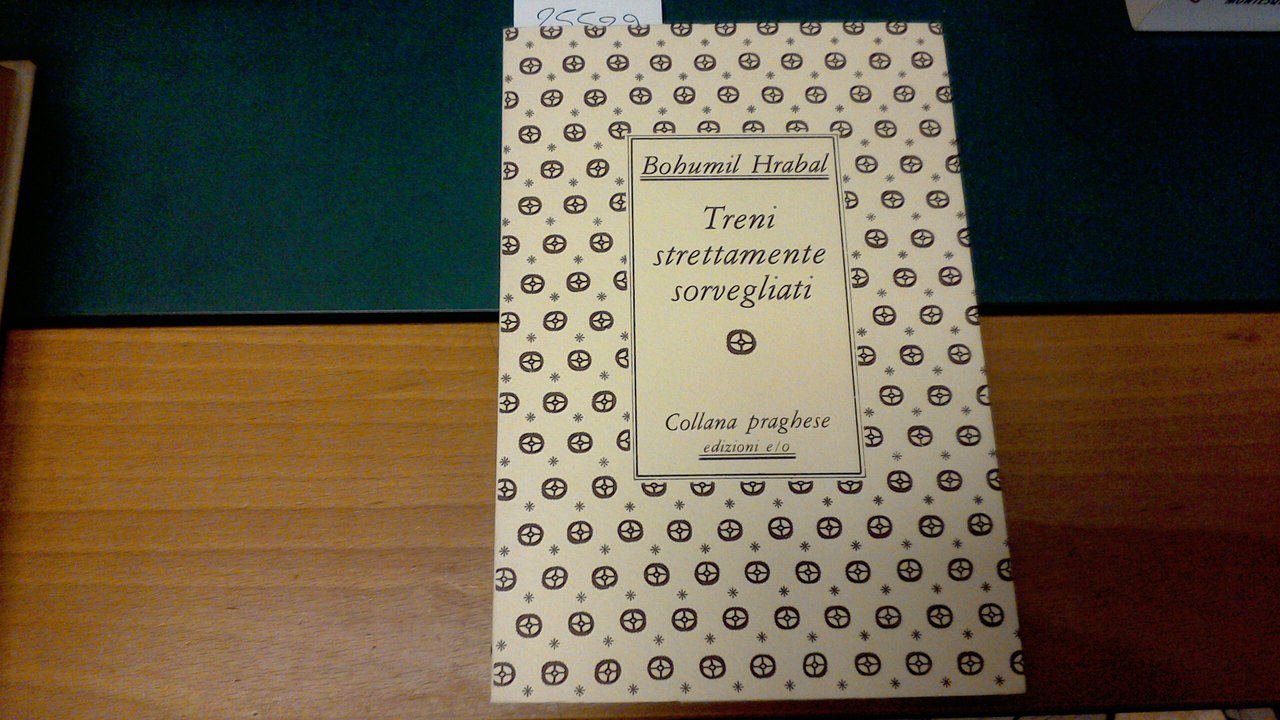 Bohumil Hrabal
Treni
strettamente
sorvegliati
Collana praghese
edizioni e/o